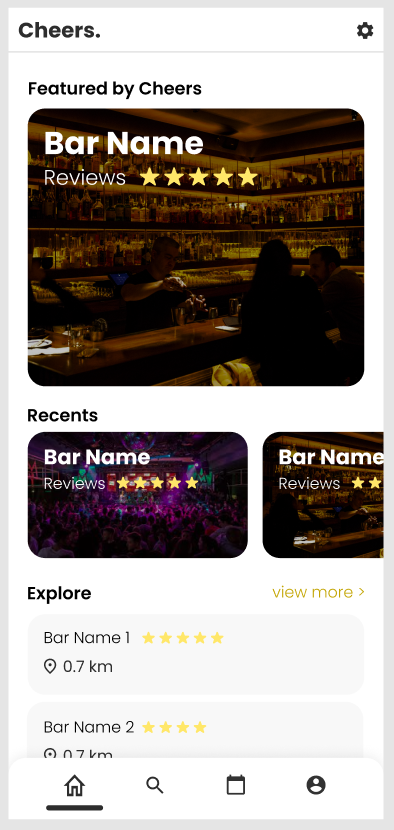 Cheers.
Featured by Cheers
Bar Name
Reviews
Recents
Bar Name
Reviews
Bar Name
Reviews
Explore
view more >
Bar Name 1
0.7 km
Bar Name 2
0.7 km